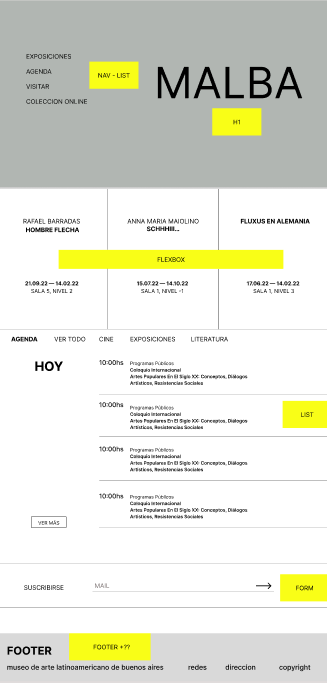 EXPOSICIONES
AGENDA
VISITAR
COLECCION ONLINE
NAV - LIST
MALBA
H1
RAFAEL BARRADAS
HOMBRE FLECHA
ANNA MARIA MAIOLINO
SCHHHIII...
FLUXUS EN ALEMANIA
FLEXBOX
21.09.22 — 14.02.22
SALA 5, NIVEL 2
15.07.22 — 14.10.22
SALA 1, NIVEL -1
17.06.22 — 14.02.22
SALA 1, NIVEL 3
AGENDA VER TODO CINE EXPOSICIONES LITERATURA
HOY
10:00hs Programas Públicos
Coloquio Internacional
Artes Populares En El Siglo XX: Conceptos, Diálogos
Artísticos, Resistencias Sociales
10:00hs Programas Públicos
Coloquio Internacional
Artes Populares En El Siglo XX: Conceptos, Diálogos
Artísticos, Resistencias Sociales
LIST
10:00hs Programas Públicos
Coloquio Internacional
Artes Populares En El Siglo XX: Conceptos, Diálogos
Artísticos, Resistencias Sociales
10:00hs Programas Públicos
Coloquio Internacional
Artes Populares En El Siglo XX: Conceptos, Diálogos
Artísticos, Resistencias Sociales
VER MÁS
SUSCRIBIRSE MAIL FORM
FOOTER
FOOTER +??
museo de arte latinoamericano de buenos aires redes direccion copyright